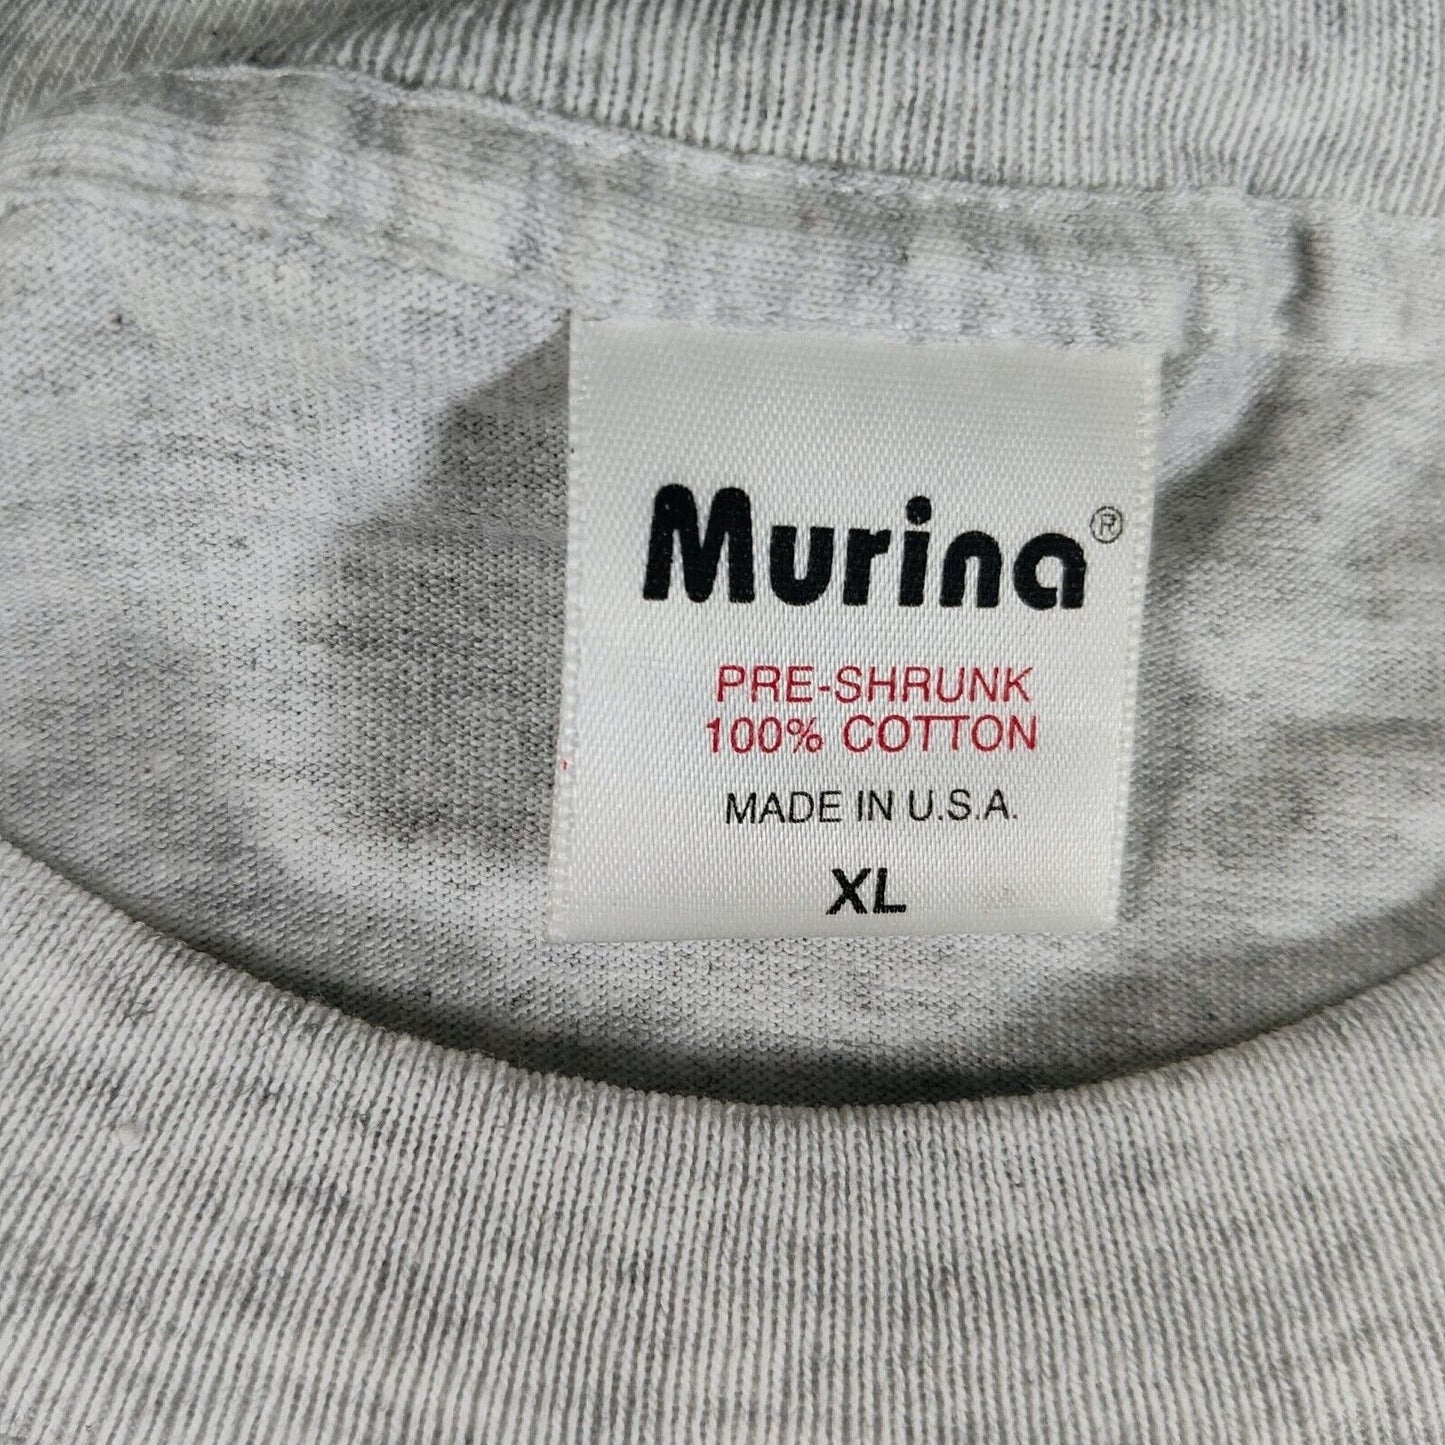 Murina®
PRE-SHRUNK
100% COTTON
MADE IN U.S.A.
XL